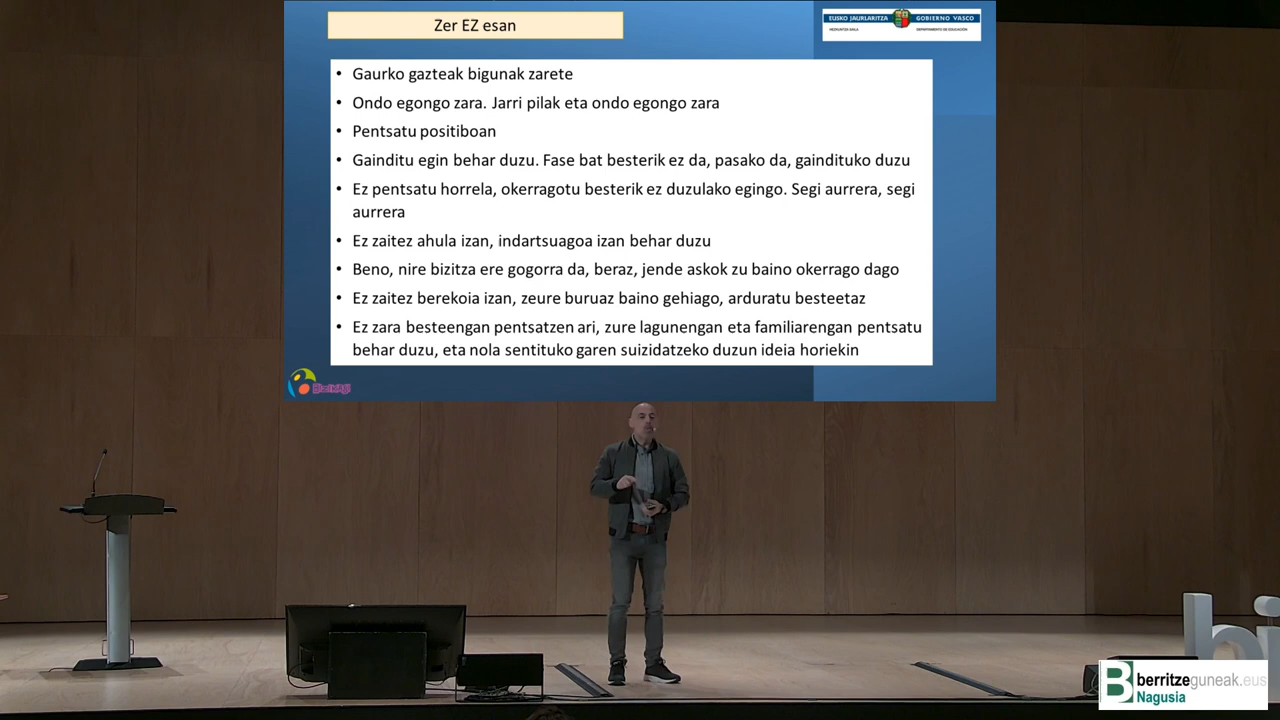 Zer EZ esan
EUSKO JAURLARITZA
GOBIERNO VASCO
HEZKUNTZA SAILA
DEPARTAMENTO DE EDUCACIÓN
• Gaurko gazteak bigunak zarete
• Ondo egongo zara. Jarri pilak eta ondo egongo zara
• Pentsatu positiboan
• Gainditu egin behar duzu. Fase bat besterik ez da, pasako da, gaindituko duzu
• Ez pentsatu horrela, okerragotu besterik ez duzulako egingo. Segi aurrera, segi
aurrera
• Ez zaitez ahula izan, indartsuagoa izan behar duzu
• Beno, nire bizitza ere gogorra da, beraz, jende askok zu baino okerrago dago
• Ez zaitez berekoia izan, zeure buruaz baino gehiago, arduratu besteetaz
• Ez zara besteengan pentsatzen ari, zure lagunengan eta familiarengan pentsatu
behar duzu, eta nola sentituko garen suizidatzeko duzun ideia horiekin
bi
berritzeguneak.eus
Nagusia